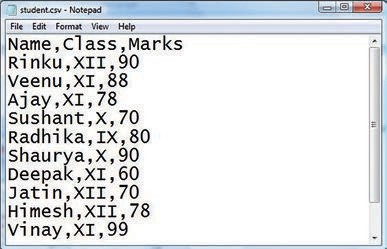 student.csv - Notepad
File Edit Format View Help
Name,Class,Marks
Rinku,XII,90
Veenu,XI,88
Ajay,XI,78
Sushant,X,70
Radhika,IX,80
Shaurya,X,90
Deepak,XI,60
Jatin,XII,70
Himesh,XII,78
Vinay,XI,99